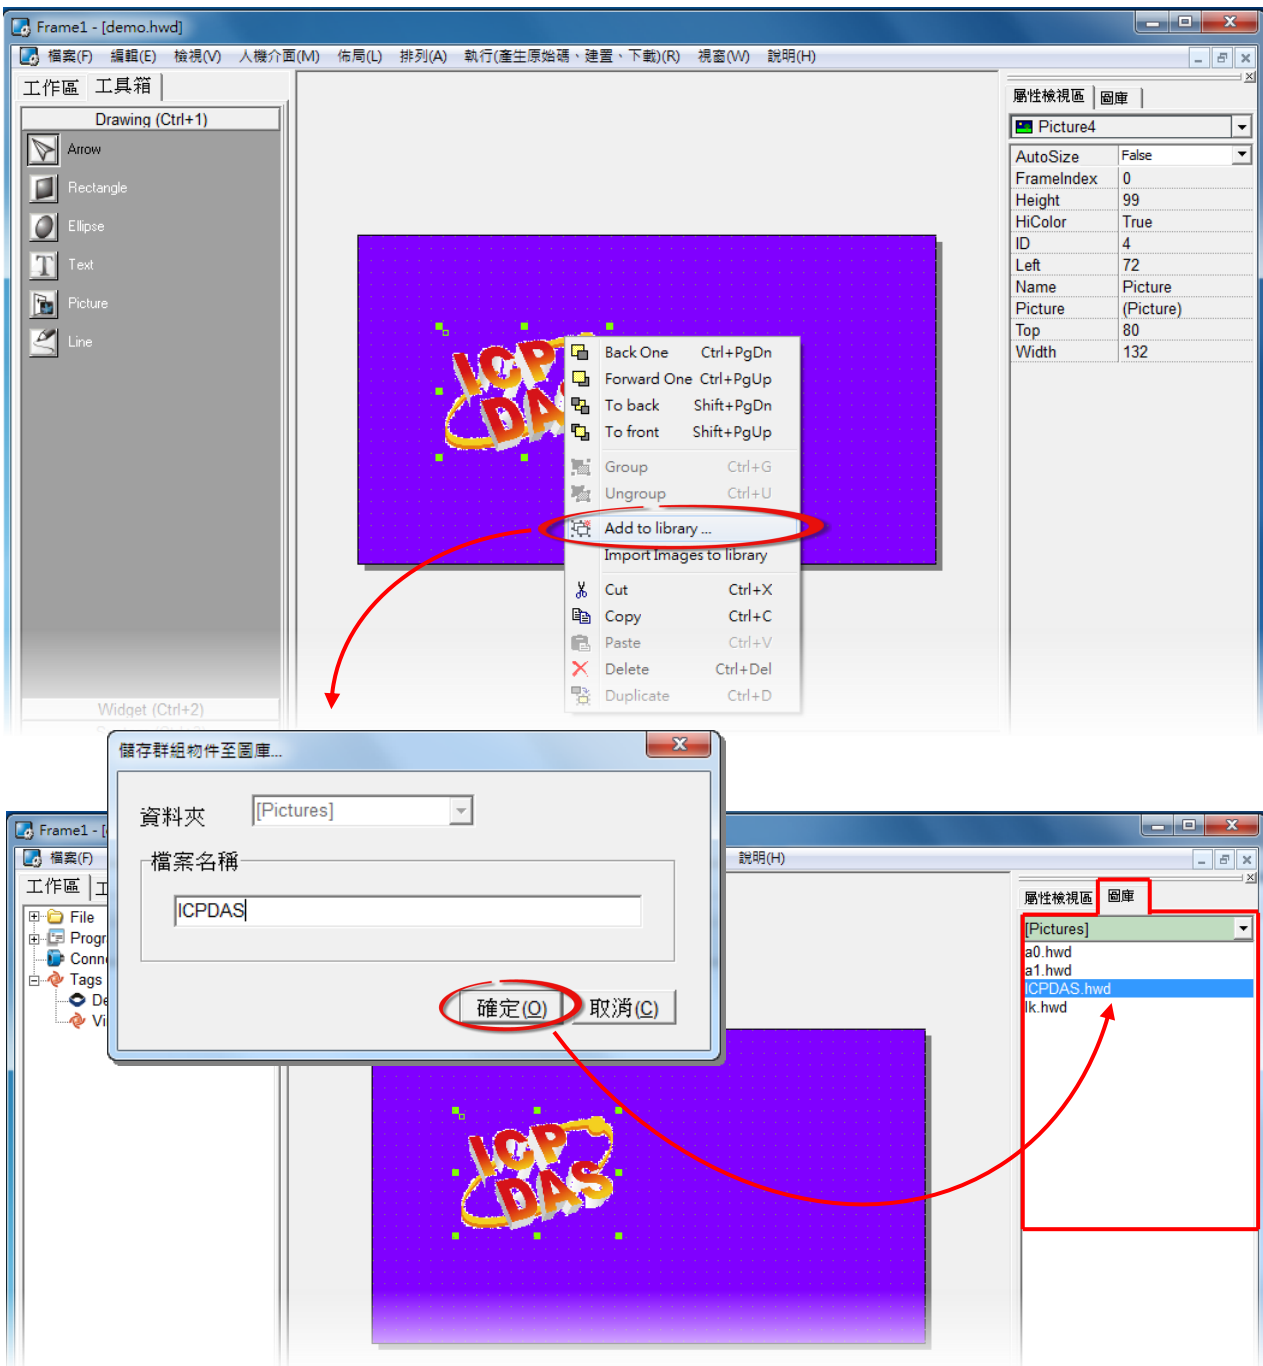 Frame1 - [demo.hwd]
檔案(F) 編輯(E) 檢視(V) 人機介面(M) 佈局(L) 排列(A) 執行(產生原始碼、建置、下載)(R) 視窗(W) 說明(H)
工作區 工具箱
Drawing (Ctrl+1)
Arrow
Rectangle
Ellipse
Text
Picture
Line
Widget (Ctrl+2)
ICP
DAS
Back One Ctrl+PgDn
Forward One Ctrl+PgUp
To back Shift+PgDn
To front Shift+PgUp
Group Ctrl+G
Ungroup Ctrl+U
Add to library ...
Import Images to library
Cut Ctrl+X
Copy Ctrl+C
Paste Ctrl+V
Delete Ctrl+Del
Duplicate Ctrl+D
屬性檢視區 圖庫
Picture4
AutoSize False
FrameIndex 0
Height 99
HiColor True
ID 4
Left 72
Name Picture
Picture (Picture)
Top 80
Width 132
儲存群組物件至圖庫...
資料夾 [Pictures]
檔案名稱
ICPDAS
確定(O) 取消(C)
Frame1 - [
檔案(F) 說明(H)
工作區
File
Progr
Conn
Tags
De
Vi
ICP
DAS
屬性檢視區 圖庫
[Pictures]
a0.hwd
a1.hwd
ICPDAS.hwd
lk.hwd